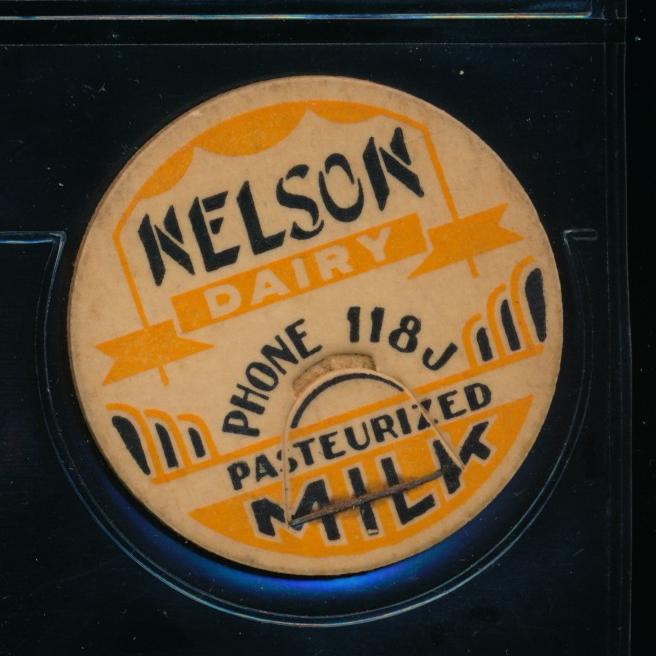 NELSON
DAIRY
PHONE 118J
PASTEURIZED
MILK